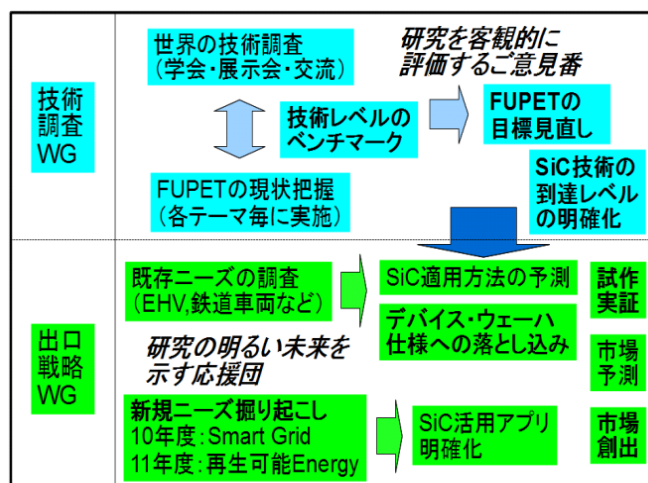 技術
調査
WG
世界の技術調査
(学会・展示会・交流)
研究を客観的に
評価するご意見番
技術レベルの
ベンチマーク
FUPETの
目標見直し
FUPETの現状把握
(各テーマ毎に実施)
SiC技術の
到達レベル
の明確化
出口
戦略
WG
既存ニーズの調査
(EHV,鉄道車両など)
SiC適用方法の予測
デバイス・ウェーハ
仕様への落とし込み
試作
実証
研究の明るい未来を
示す応援団
市場
予測
新規ニーズ掘り起こし
10年度:Smart Grid
11年度:再生可能Energy
SiC活用アプリ
明確化
市場
創出